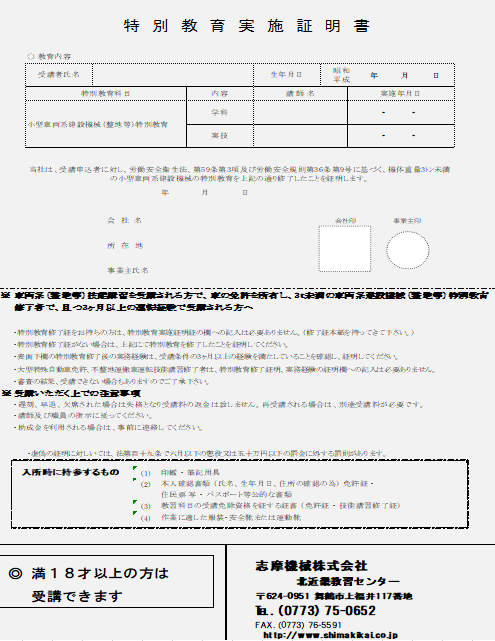 特別教育実施証明書
○ 教育内容
受講者氏名 生年月日 昭和 平成 年 月 日
特別教育科目 内容 講師名 実施年月日
小型車両系建設機械(整地等)特別教育 学科 - -
実技 - -
当社は、受講申込者に対し、労働安全衛生法、第59条第3項及び労働安全規則第36条第9号に基づく、機体重量3トン未満
の小型車両系建設機械の特別教育を上記の通り修了したことを証明します。
年 月 日
会社名 会社印 事業主印
所在地
事業主氏名
※ 車両系(整地等)技能講習を受講される方で、車の免許を所有し、3t未満の車両系建設機械(整地等)特別教育
修了者で、且つ3ヶ月以上の運転経験で受講される方へ
・特別教育修了証をお持ちの方は、特別教育実施証明証の欄への記入は必要ありません。(修了証本紙を持ってきて下さい。)
・特別教育修了証がない場合は、上記にて特別教育を修了したことを証明してください。
・表面下欄の特別教育修了後の実務経験は、受講条件の3ヶ月以上の経験を満たしていることを確認し、証明してください。
・大型特殊自動車免許、不整地運搬車運転技能講習修了者は、特別教育修了証明、実務経験の証明欄への記入は必要ありません。
・審査の結果、受講できない場合もありますのでご了承下さい。
※ 受講いただく上での注意事項
・遅刻、早退、欠席された場合は失格となり受講料の返金は致しません。再受講される場合は、別途受講料が必要です。
・講師及び職員の指示に従ってください。
・助成金を利用される場合は、事前に連絡してください。
・虚偽の証明に対しいては、法第百十九条で六月以下の懲役又は五十万円以下の罰金に処する罰則があります。
入所時に持参するもの (1) 印鑑・筆記用具
(2) 本人確認書類(氏名、生年月日、住所の確認の為)免許証・
住民票写・パスポート等公的な書類
(3) 教習科目の受講免除資格を証する証書(免許証・技能講習修了証)
(4) 作業に適した服装・安全靴または運動靴
◎ 満18才以上の方は
受講できます
志摩機械株式会社
北近畿教習センター
〒624-0951 舞鶴市上福井117番地
TEL. (0773) 75-0652
FAX. (0773) 76-5591
http://www.shimakikai.co.jp